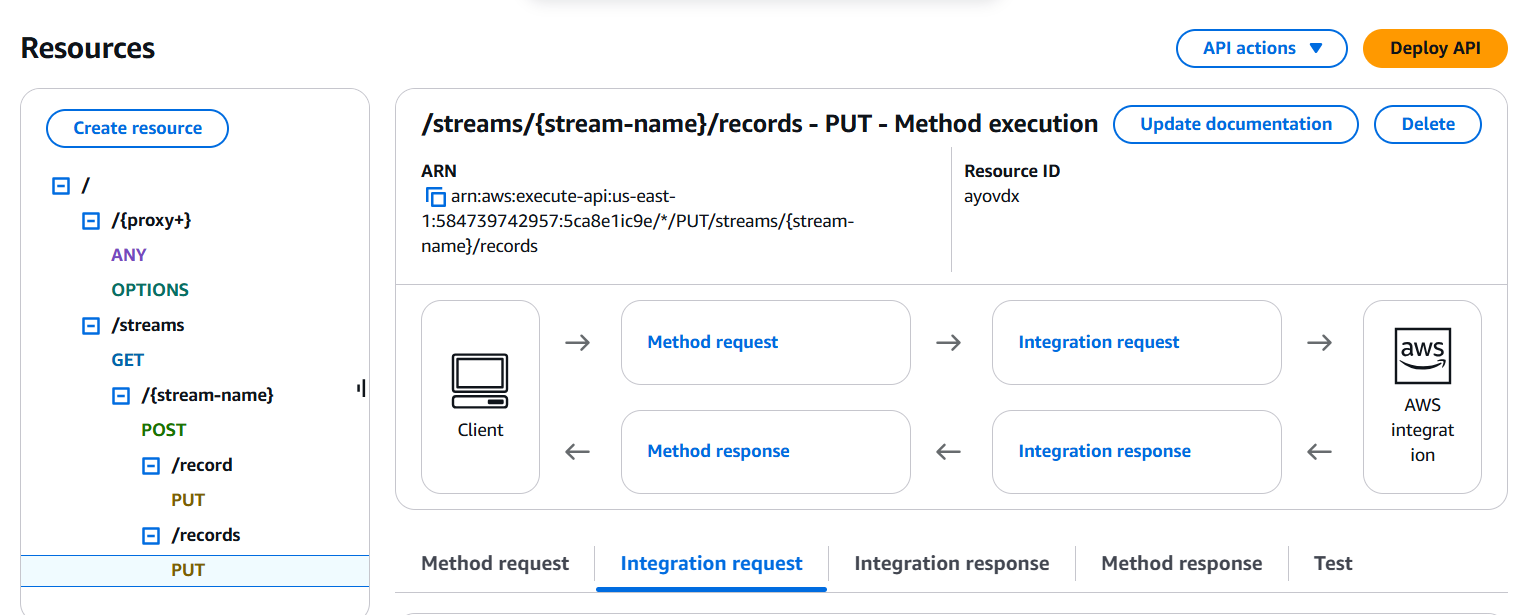 Resources
API actions
Deploy API
Create resource
/
/{proxy+}
ANY
OPTIONS
/streams
GET
/{stream-name}
POST
/record
PUT
/records
PUT
/streams/{stream-name}/records - PUT - Method execution
Update documentation
Delete
ARN
arn:aws:execute-api:us-east-
1:584739742957:5ca8e1ic9e/*/PUT/streams/{stream-
name}/records
Resource ID
ayovdx
Client
Method request
Integration request
Method response
Integration response
aws
AWS
integrat
ion
Method request
Integration request
Integration response
Method response
Test